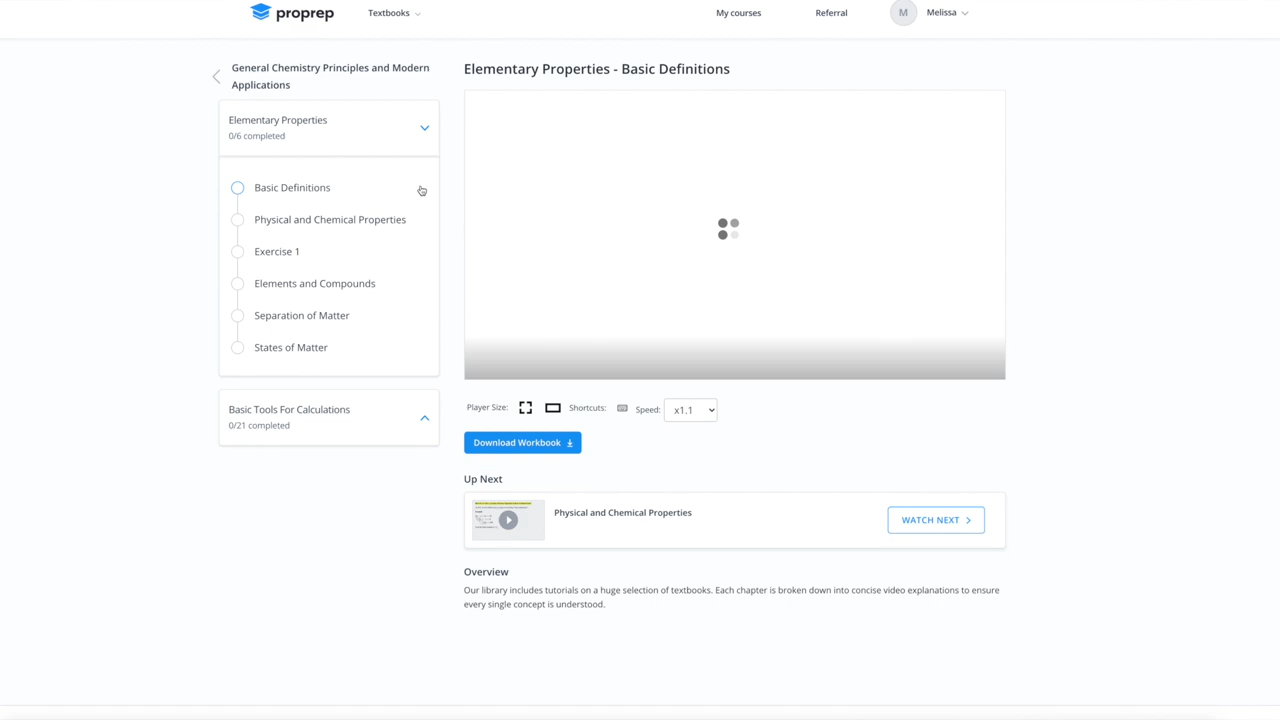 proprep
Textbooks
My courses
Referral
M
Melissa
General Chemistry Principles and Modern
Applications
Elementary Properties
0/6 completed
Basic Definitions
Physical and Chemical Properties
Exercise 1
Elements and Compounds
Separation of Matter
States of Matter
Basic Tools For Calculations
0/21 completed
Elementary Properties - Basic Definitions
Player Size:
Shortcuts:
Speed:
x1.1
Download Workbook
Up Next
Physical and Chemical Properties
WATCH NEXT
Overview
Our library includes tutorials on a huge selection of textbooks. Each chapter is broken down into concise video explanations to ensure
every single concept is understood.